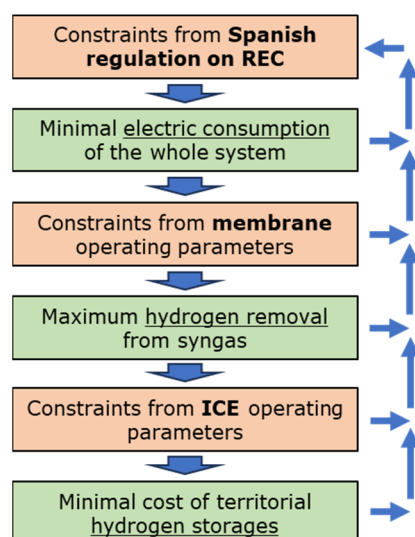 Constraints from Spanish
regulation on REC
Minimal electric consumption
of the whole system
Constraints from membrane
operating parameters
Maximum hydrogen removal
from syngas
Constraints from ICE operating
parameters
Minimal cost of territorial
hydrogen storages